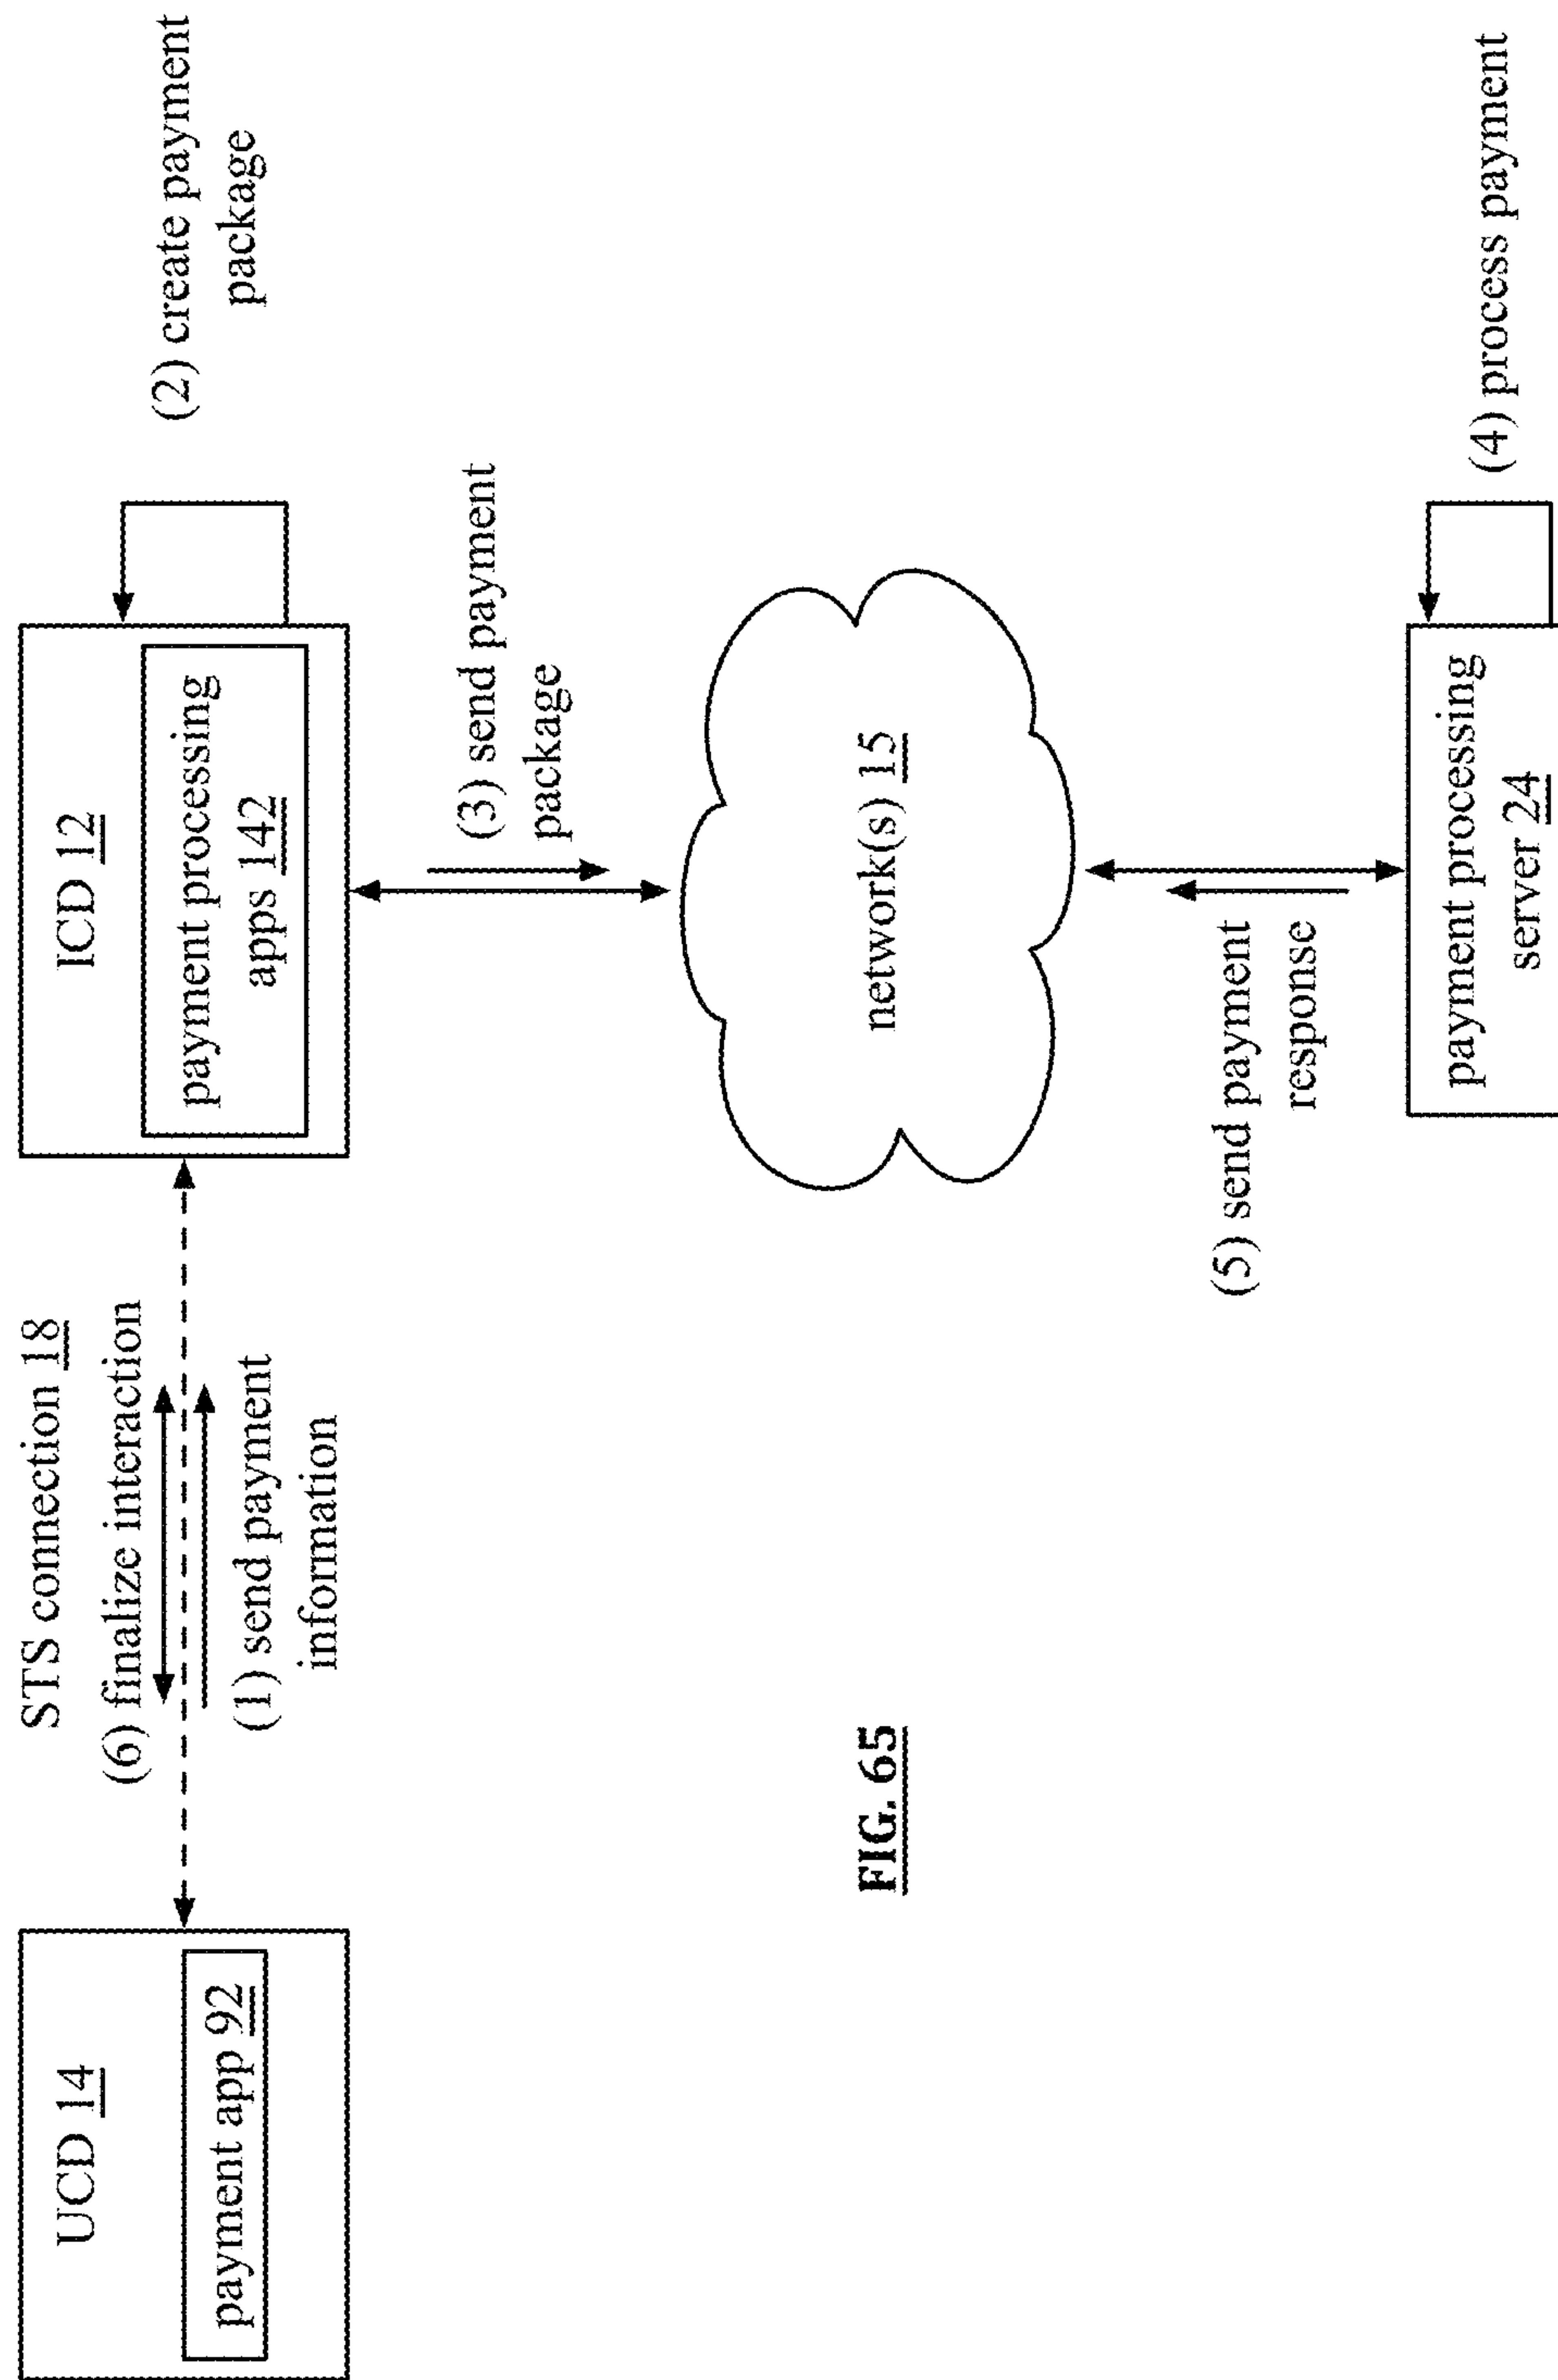 UCD 14
payment app 92
STS connection 18
(6) finalize interaction
(1) send payment
information
ICD 12
payment processing
apps 142
(2) create payment
package
(3) send payment
package
network(s) 15
(5) send payment
response
payment processing
server 24
(4) process payment
FIG. 65